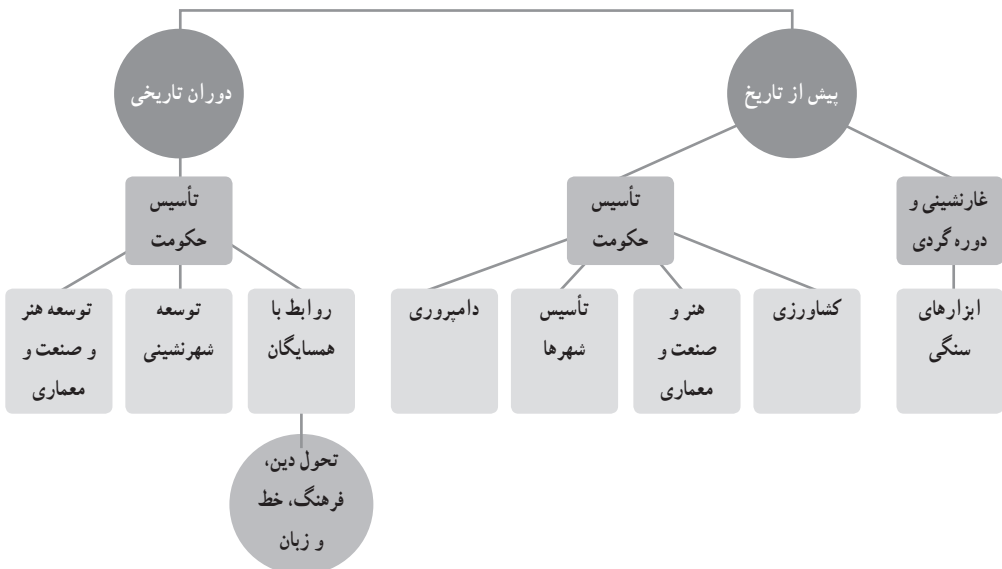 پیش از تاریخ
دوران تاریخی
غارنشینی و
دوره گردی
تأسیس
حکومت
تأسیس
حکومت
ابزارهای
سنگی
کشاورزی
هنر و
صنعت و
معماری
تأسیس
شهرها
دامپروری
روابط با
همسایگان
توسعه
شهرنشینی
توسعه هنر
و صنعت و
معماری
تحول دین،
فرهنگ، خط
و زبان